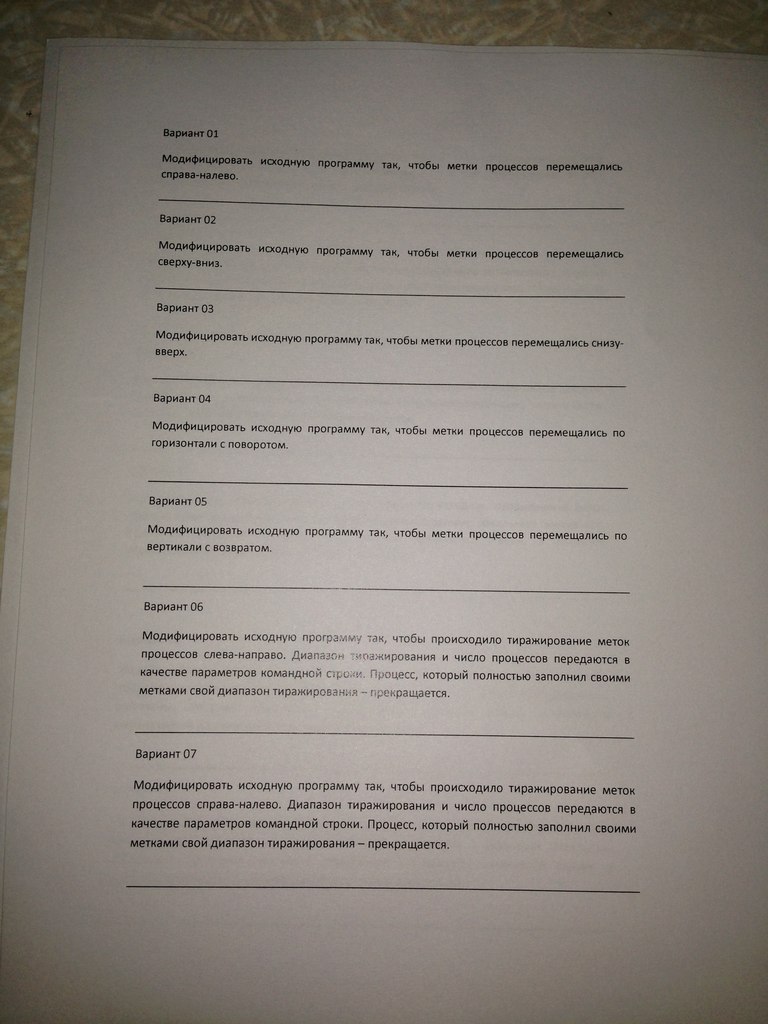 Вариант 01
Модифицировать исходную программу так, чтобы метки процессов перемещались
справа-налево.
Вариант 02
Модифицировать исходную программу так, чтобы метки процессов перемещались
сверху-вниз.
Вариант 03
Модифицировать исходную программу так, чтобы метки процессов перемещались снизу-
вверх.
Вариант 04
Модифицировать исходную программу так, чтобы метки процессов перемещались по
горизонтали с поворотом.
Вариант 05
Модифицировать исходную программу так, чтобы метки процессов перемещались по
вертикали с возвратом.
Вариант 06
Модифицировать исходную программу так, чтобы происходило тиражирование меток
процессов слева-направо. Диапазон тиражирования и число процессов передаются в
качестве параметров командной строки. Процесс, который полностью заполнил своими
метками свой диапазон тиражирования – прекращается.
Вариант 07
Модифицировать исходную программу так, чтобы происходило тиражирование меток
процессов справа-налево. Диапазон тиражирования и число процессов передаются в
качестве параметров командной строки. Процесс, который полностью заполнил своими
метками свой диапазон тиражирования – прекращается.